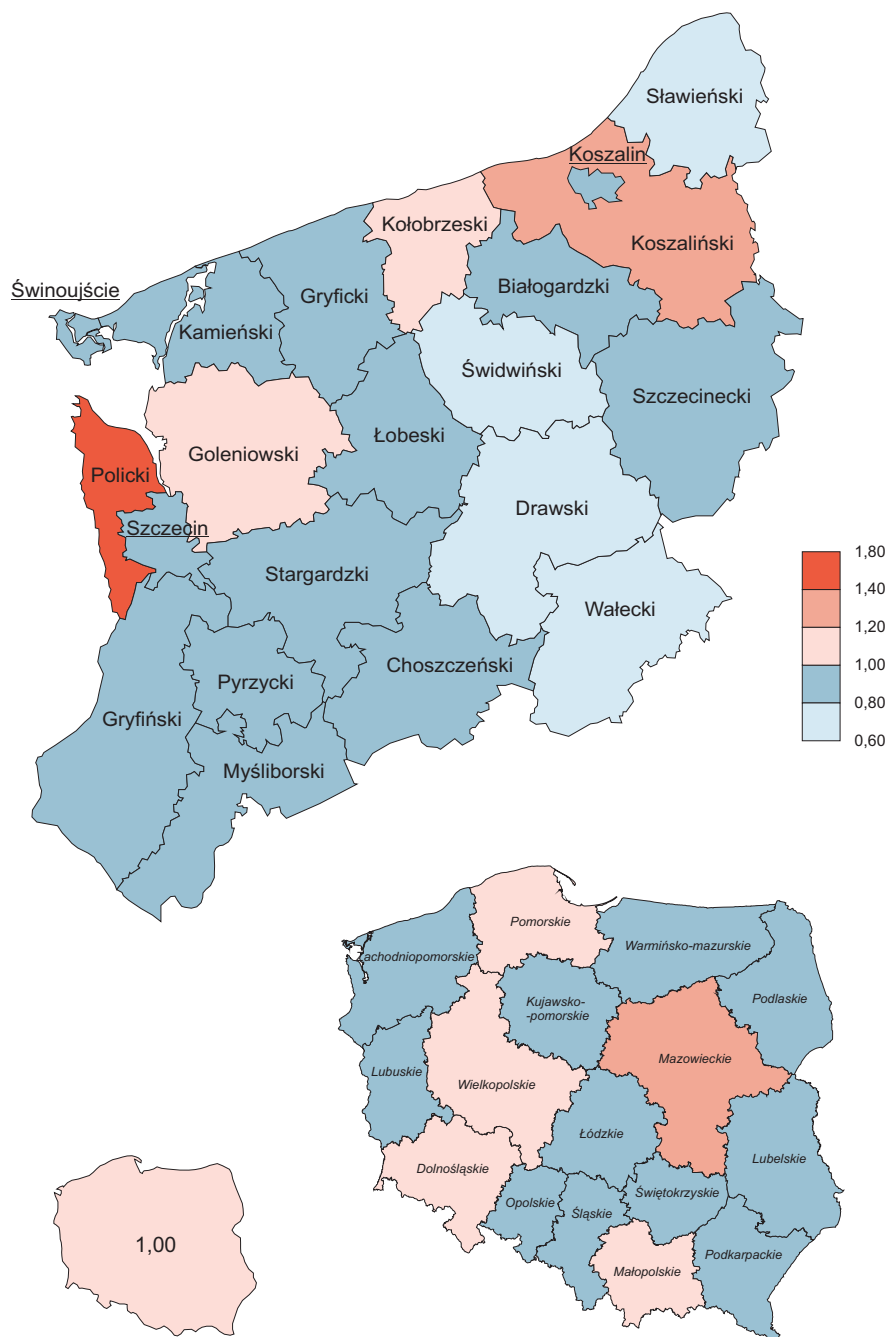 Sławieński
Koszalin
Kołobrzeski
Koszaliński
Świnoujście
Gryficki
Białogardzki
Kamieński
Świdwiński
Szczecinecki
Łobeski
Goleniowski
Policki
Drawski
Szczecin
Stargardzki
Wałecki
Choszczeński
Pyrzycki
Gryfiński
Myśliborski
1,80
1,40
1,20
1,00
0,80
0,60
Pomorskie
Warmińsko-mazurskie
achodniopomorskie
Kujawsko-
-pomorskie
Podlaskie
Mazowieckie
Lubuskie
Wielkopolskie
Łódzkie
Lubelskie
Dolnośląskie
Świętokrzyskie
Opolskie
Śląskie
Podkarpackie
Małopolskie
1,00